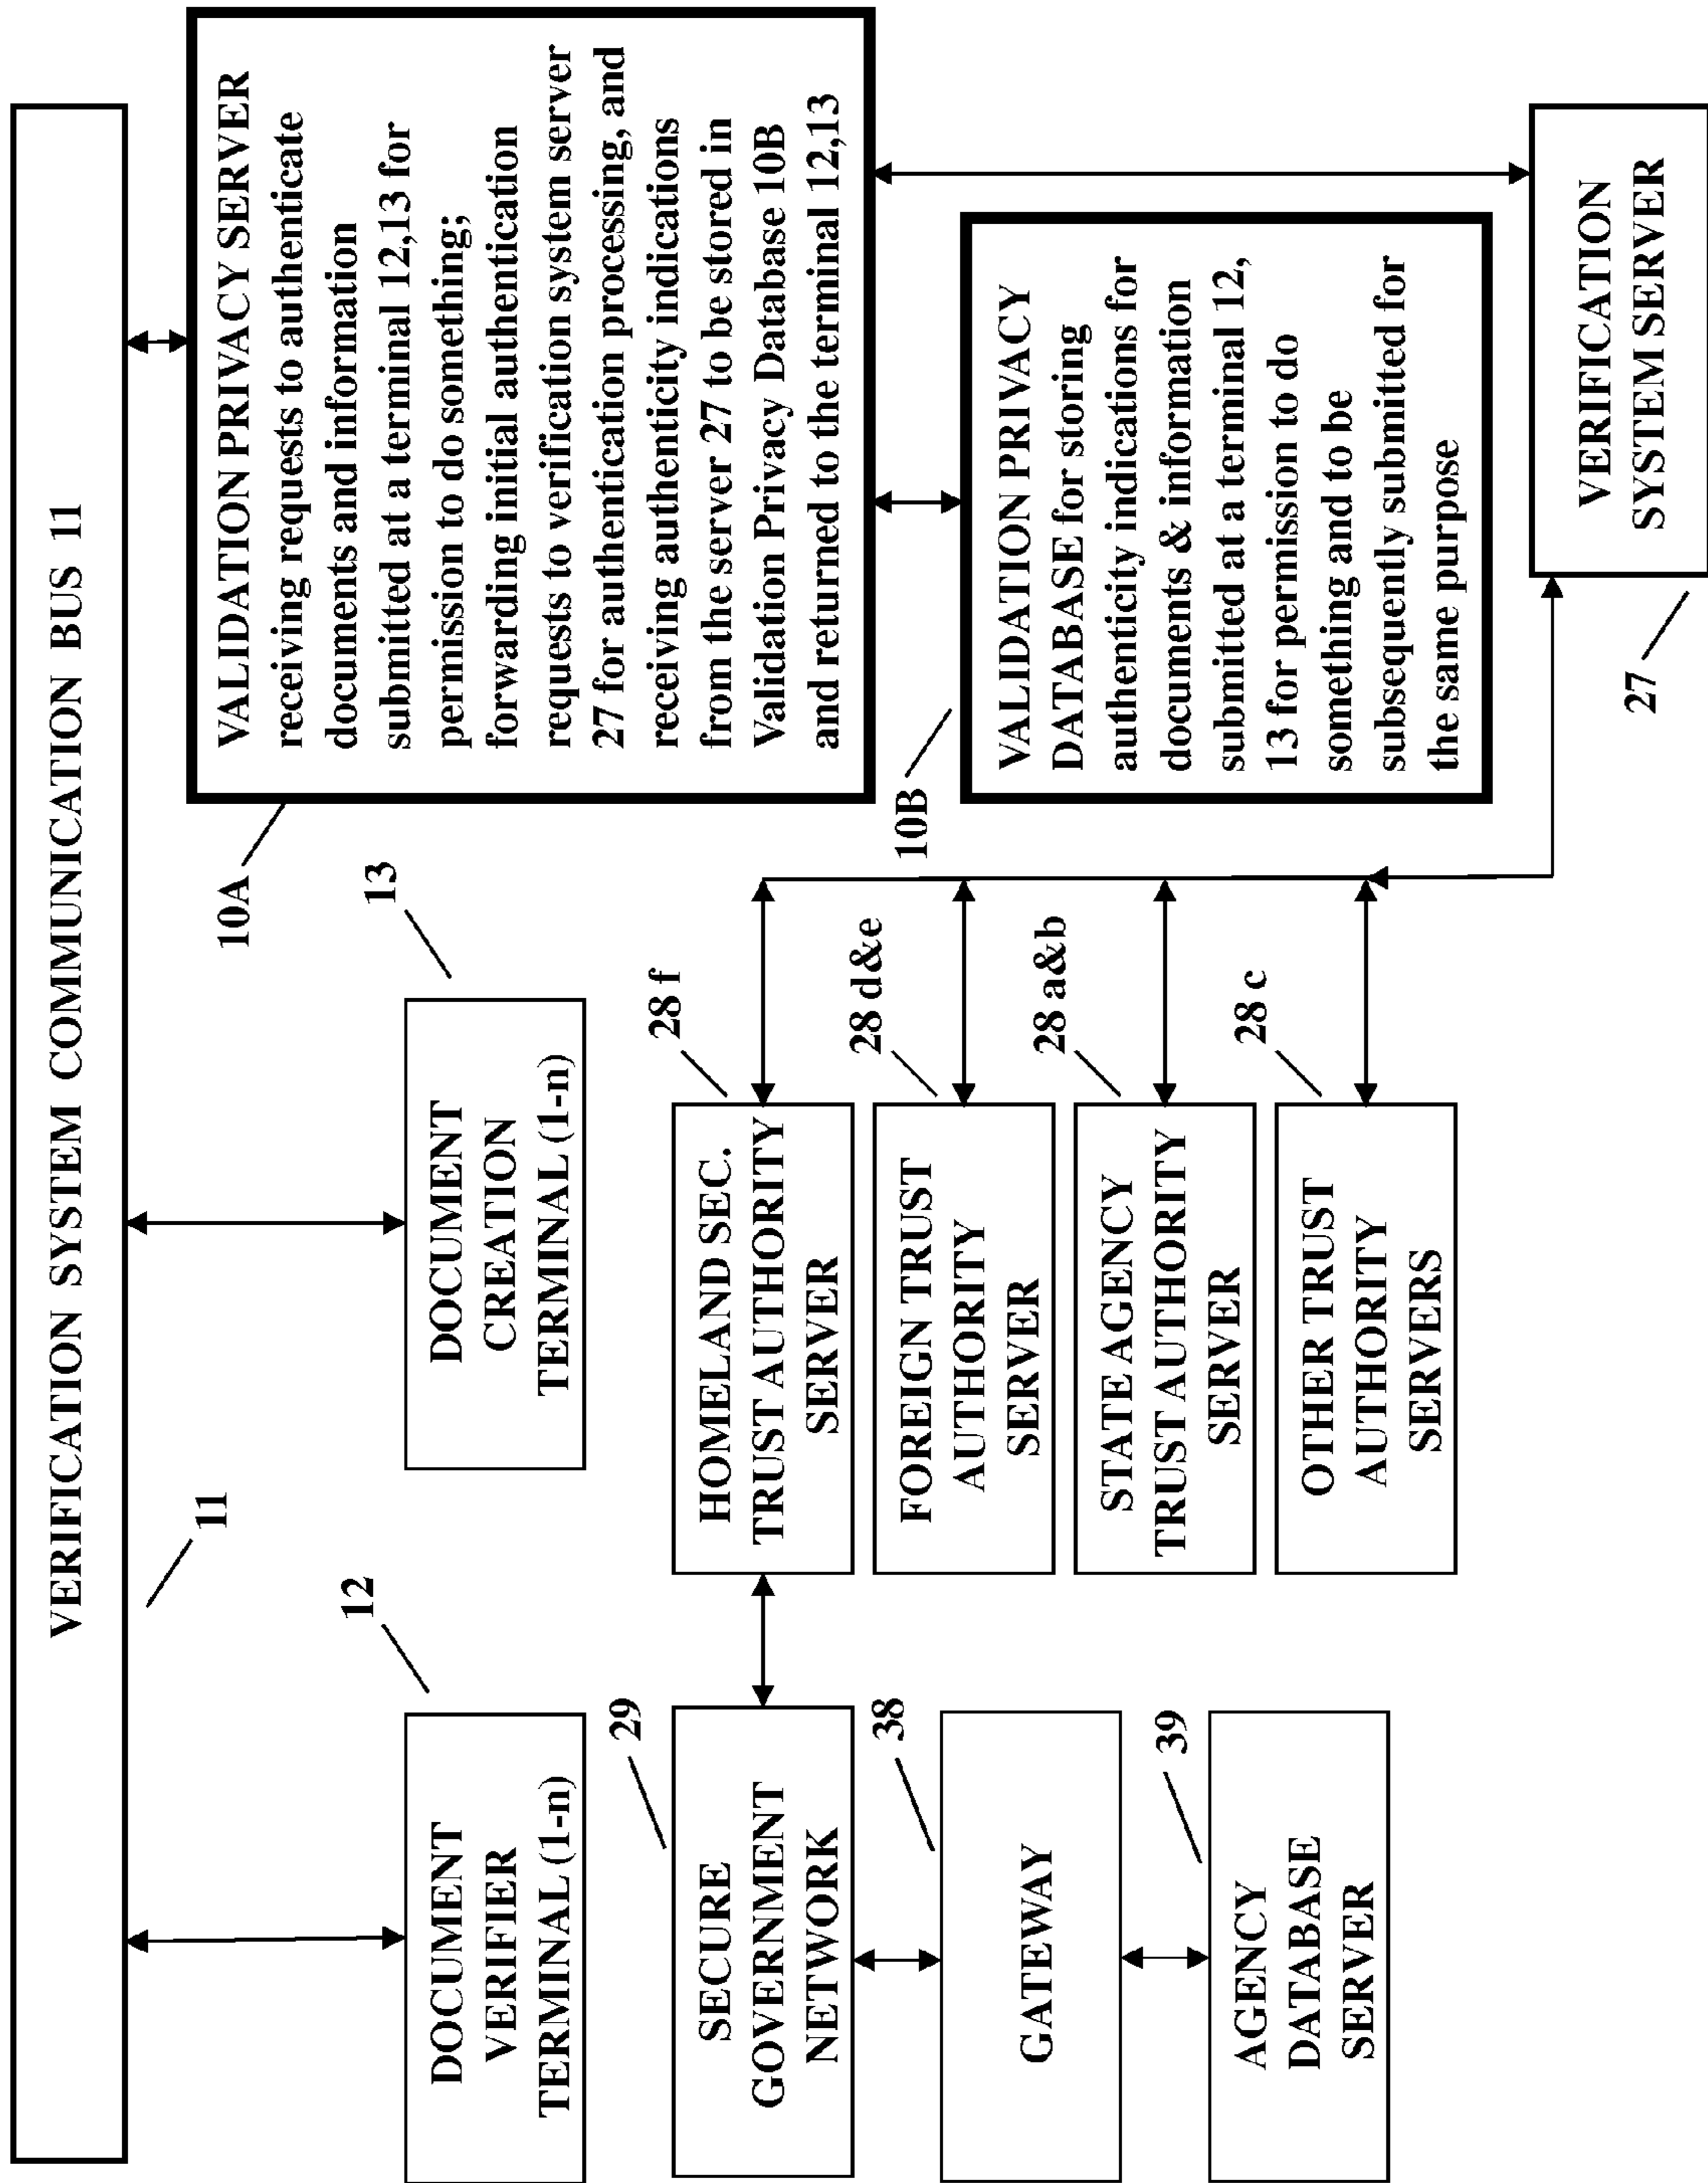 VERIFICATION SYSTEM COMMUNICATION BUS 11
11
12
DOCUMENT
VERIFIER
TERMINAL (1-n)
13
DOCUMENT
CREATION
TERMINAL (1-n)
10A
VALIDATION PRIVACY SERVER
receiving requests to authenticate
documents and information
submitted at a terminal 12,13 for
permission to do something;
forwarding initial authentication
requests to verification system server
27 for authentication processing, and
receiving authenticity indications
from the server 27 to be stored in
Validation Privacy Database 10B
and returned to the terminal 12,13
29
SECURE
GOVERNMENT
NETWORK
38
GATEWAY
39
AGENCY
DATABASE
SERVER
28 f
HOMELAND SEC.
TRUST AUTHORITY
SERVER
28 d&e
FOREIGN TRUST
AUTHORITY
SERVER
28 a&b
STATE AGENCY
TRUST AUTHORITY
SERVER
28 c
OTHER TRUST
AUTHORITY
SERVERS
10B
VALIDATION PRIVACY
DATABASE for storing
authenticity indications for
documents & information
submitted at a terminal 12,
13 for permission to do
something and to be
subsequently submitted for
the same purpose
27
VERIFICATION
SYSTEM SERVER